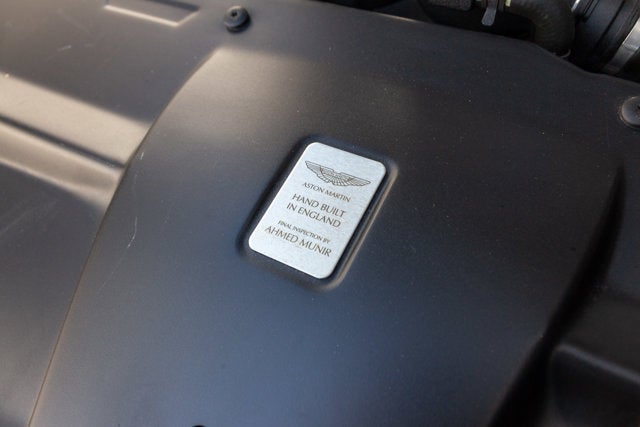 ASTON MARTIN
HAND BUILT
IN ENGLAND
FINAL INSPECTION BY
AHMED MUNIR